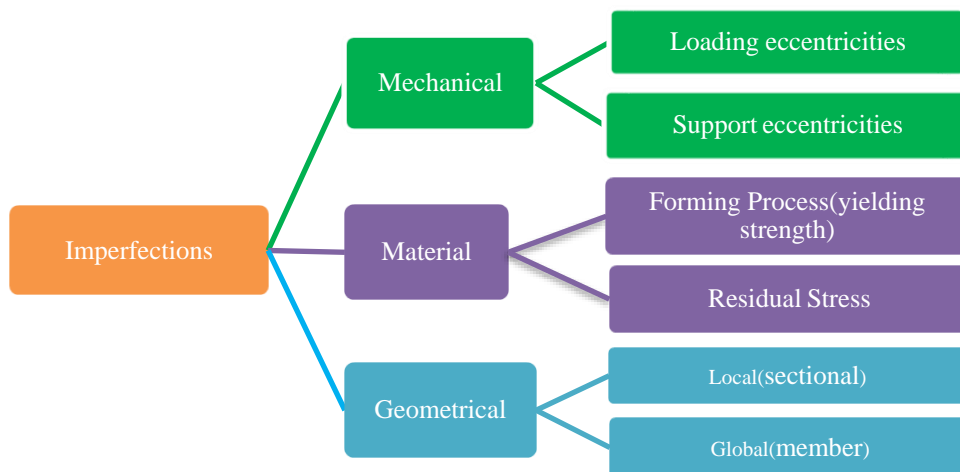 Imperfections
Mechanical
Loading eccentricities
Support eccentricities
Material
Forming Process(yielding
strength)
Residual Stress
Geometrical
Local(sectional)
Global(member)